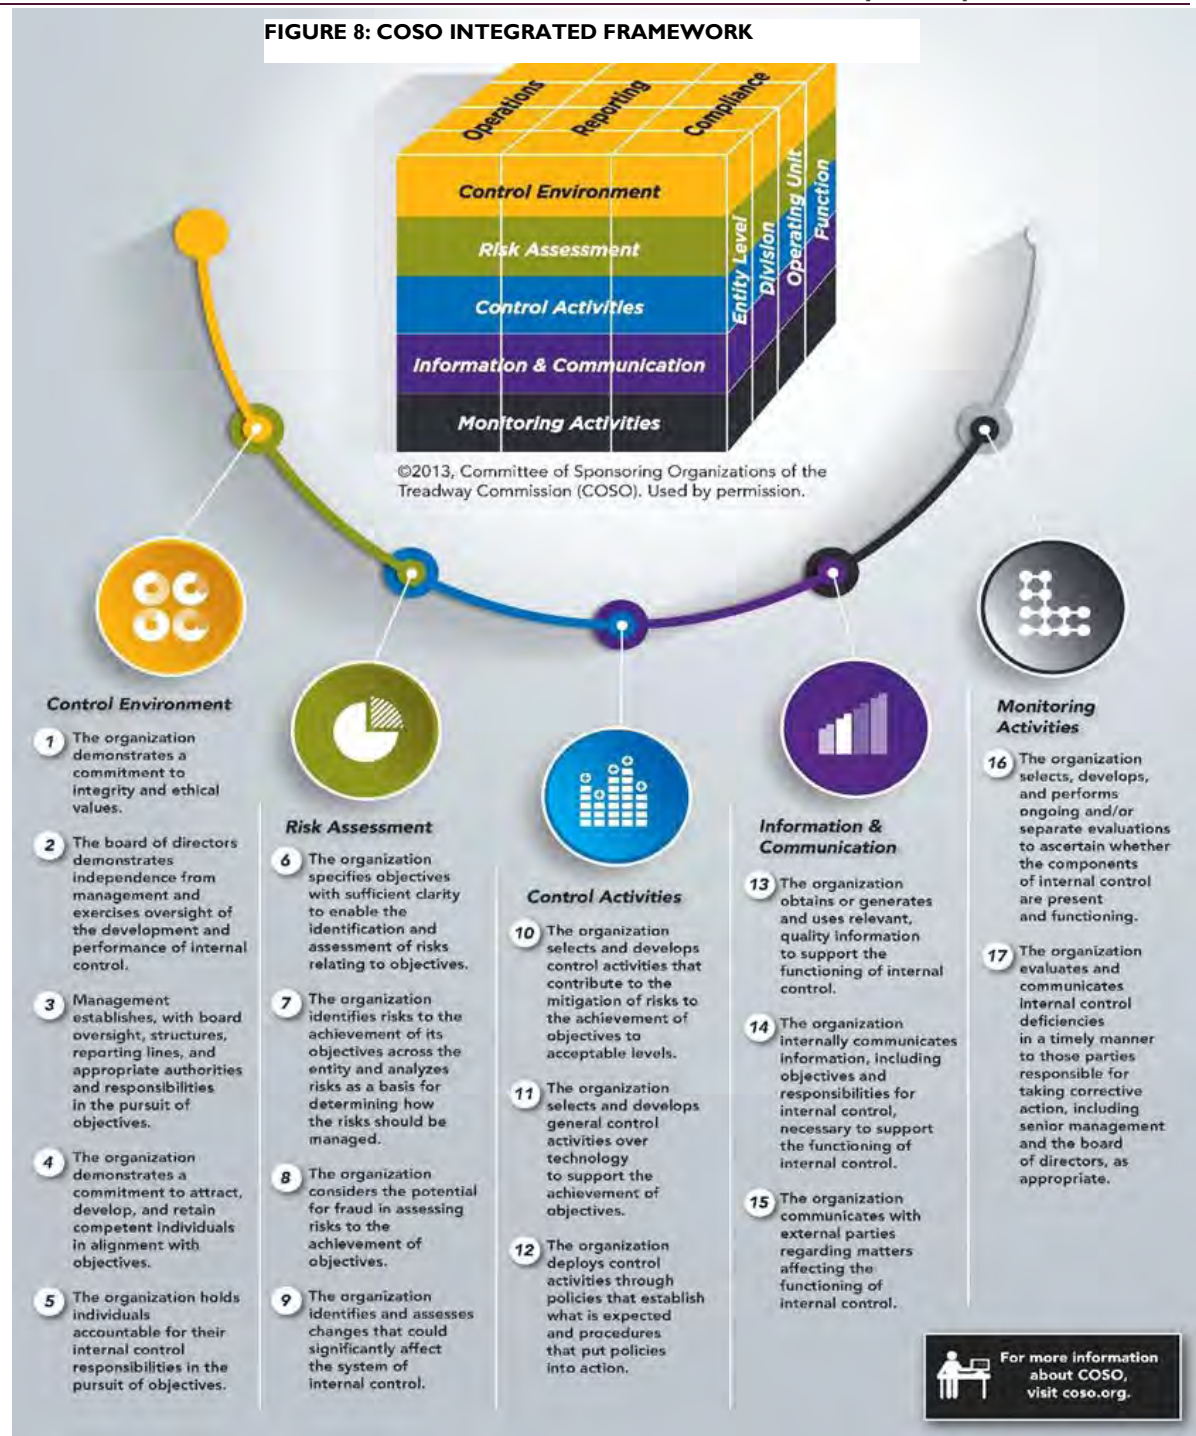 FIGURE 8: COSO INTEGRATED FRAMEWORK
Operations
Reporting
Compliance
Control Environment
Risk Assessment
Control Activities
Information & Communication
Monitoring Activities
Entity Level
Division
Operating Unit
Function
©2013, Committee of Sponsoring Organizations of the
Treadway Commission (COSO). Used by permission.
Control Environment
1 The organization
demonstrates a
commitment to
integrity and ethical
values.
2 The board of directors
demonstrates
independence from
management and
exercises oversight of
the development and
performance of internal
control.
3 Management
establishes, with board
oversight, structures,
reporting lines, and
appropriate authorities
and responsibilities
in the pursuit of
objectives.
4 The organization
demonstrates a
commitment to attract,
develop, and retain
competent individuals
in alignment with
objectives.
5 The organization holds
individuals
accountable for their
internal control
responsibilities in the
pursuit of objectives.
Risk Assessment
6 The organization
specifies objectives
with sufficient clarity
to enable the
identification and
assessment of risks
relating to objectives.
7 The organization
identifies risks to the
achievement of its
objectives across the
entity and analyzes
risks as a basis for
determining how
the risks should be
managed.
8 The organization
considers the potential
for fraud in assessing
risks to the
achievement of
objectives.
9 The organization
identifies and assesses
changes that could
significantly affect
the system of
internal control.
Control Activities
10 The organization
selects and develops
control activities that
contribute to the
mitigation of risks to
the achievement of
objectives to
acceptable levels.
11 The organization
selects and develops
general control
activities over
technology
to support the
achievement of
objectives.
12 The organization
deploys control
activities through
policies that establish
what is expected
and procedures
that put policies
into action.
Information &
Communication
13 The organization
obtains or generates
and uses relevant,
quality information
to support the
functioning of internal
control.
14 The organization
internally communicates
information, including
objectives and
responsibilities for
internal control,
necessary to support
the functioning of
internal control.
15 The organization
communicates with
external parties
regarding matters
affecting the
functioning of
internal control.
Monitoring
Activities
16 The organization
selects, develops,
and performs
ongoing and/or
separate evaluations
to ascertain whether
the components
of internal control
are present
and functioning.
17 The organization
evaluates and
communicates
internal control
deficiencies
in a timely manner
to those parties
responsible for
taking corrective
action, including
senior management
and the board
of directors, as
appropriate.
For more information
about COSO,
visit coso.org.